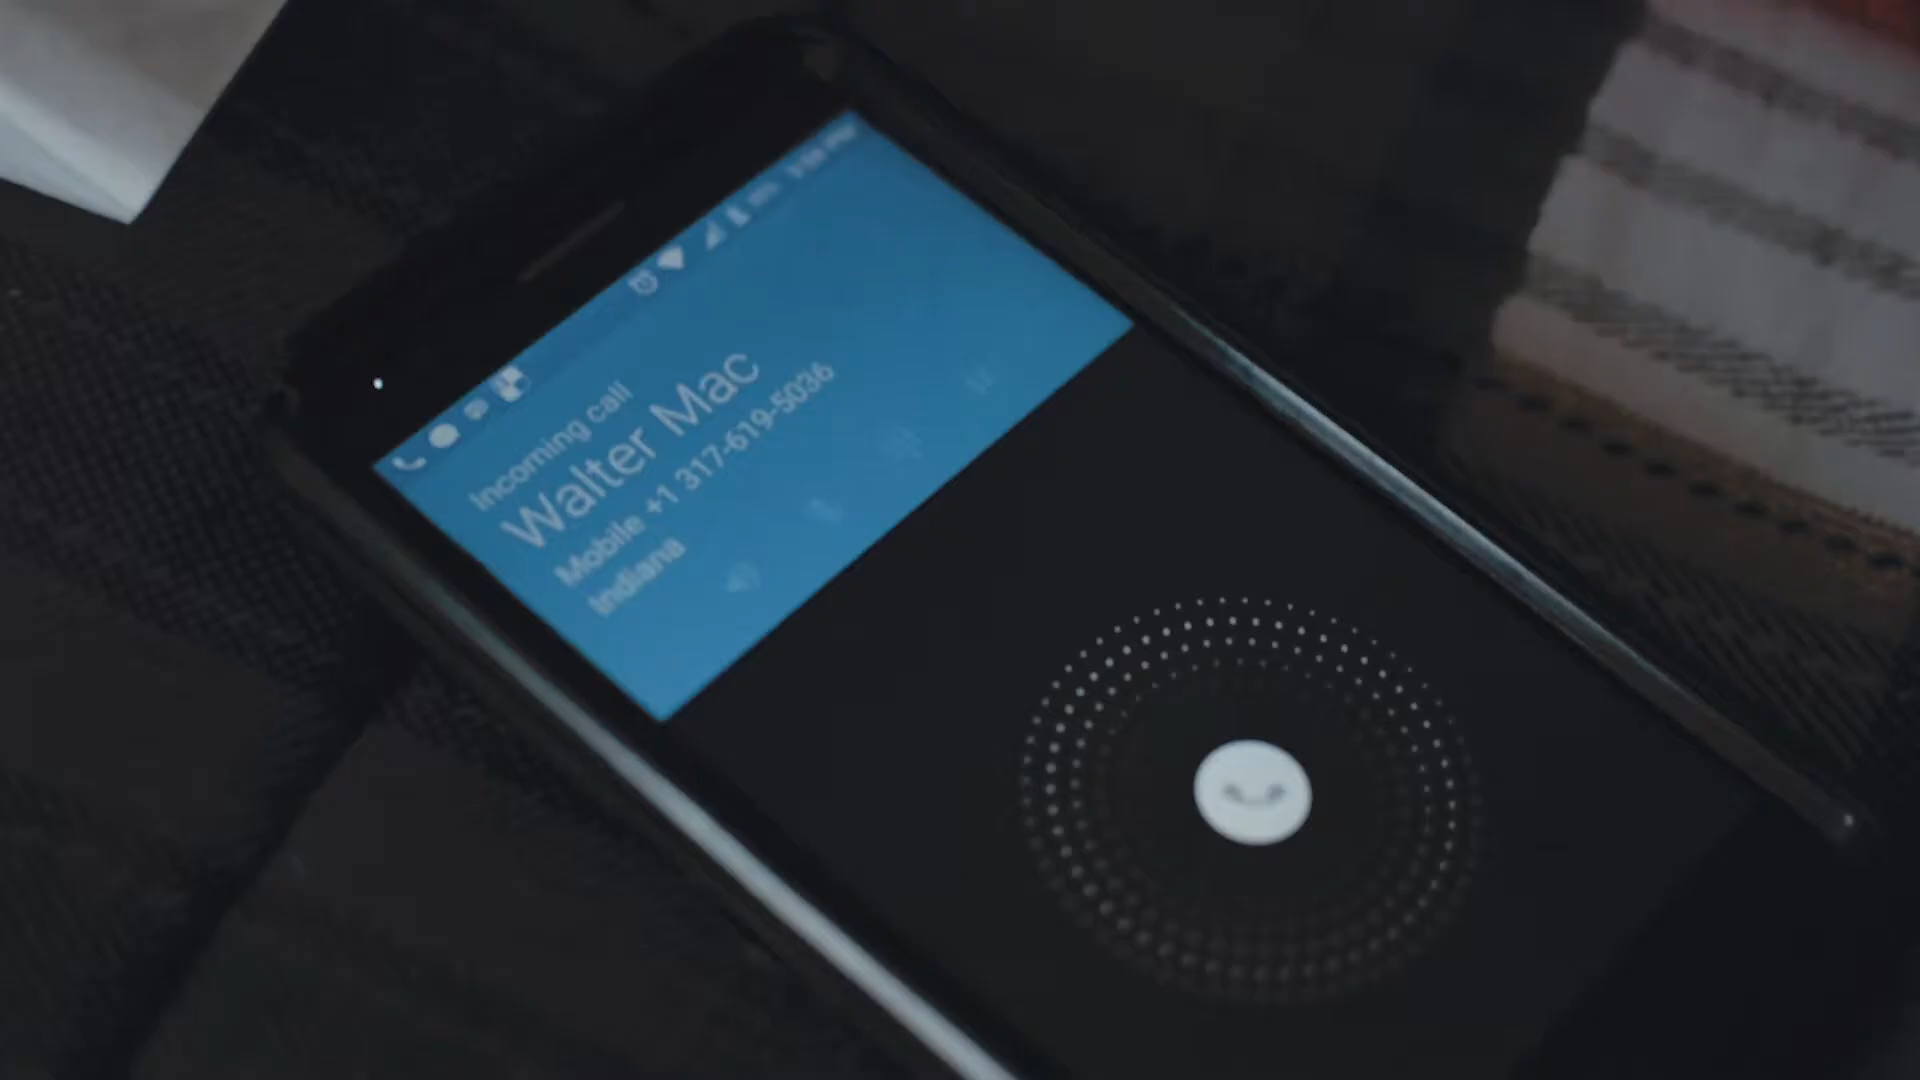 Incoming call
Walter Mac
Mobile +1 317-619-5036
Indiana